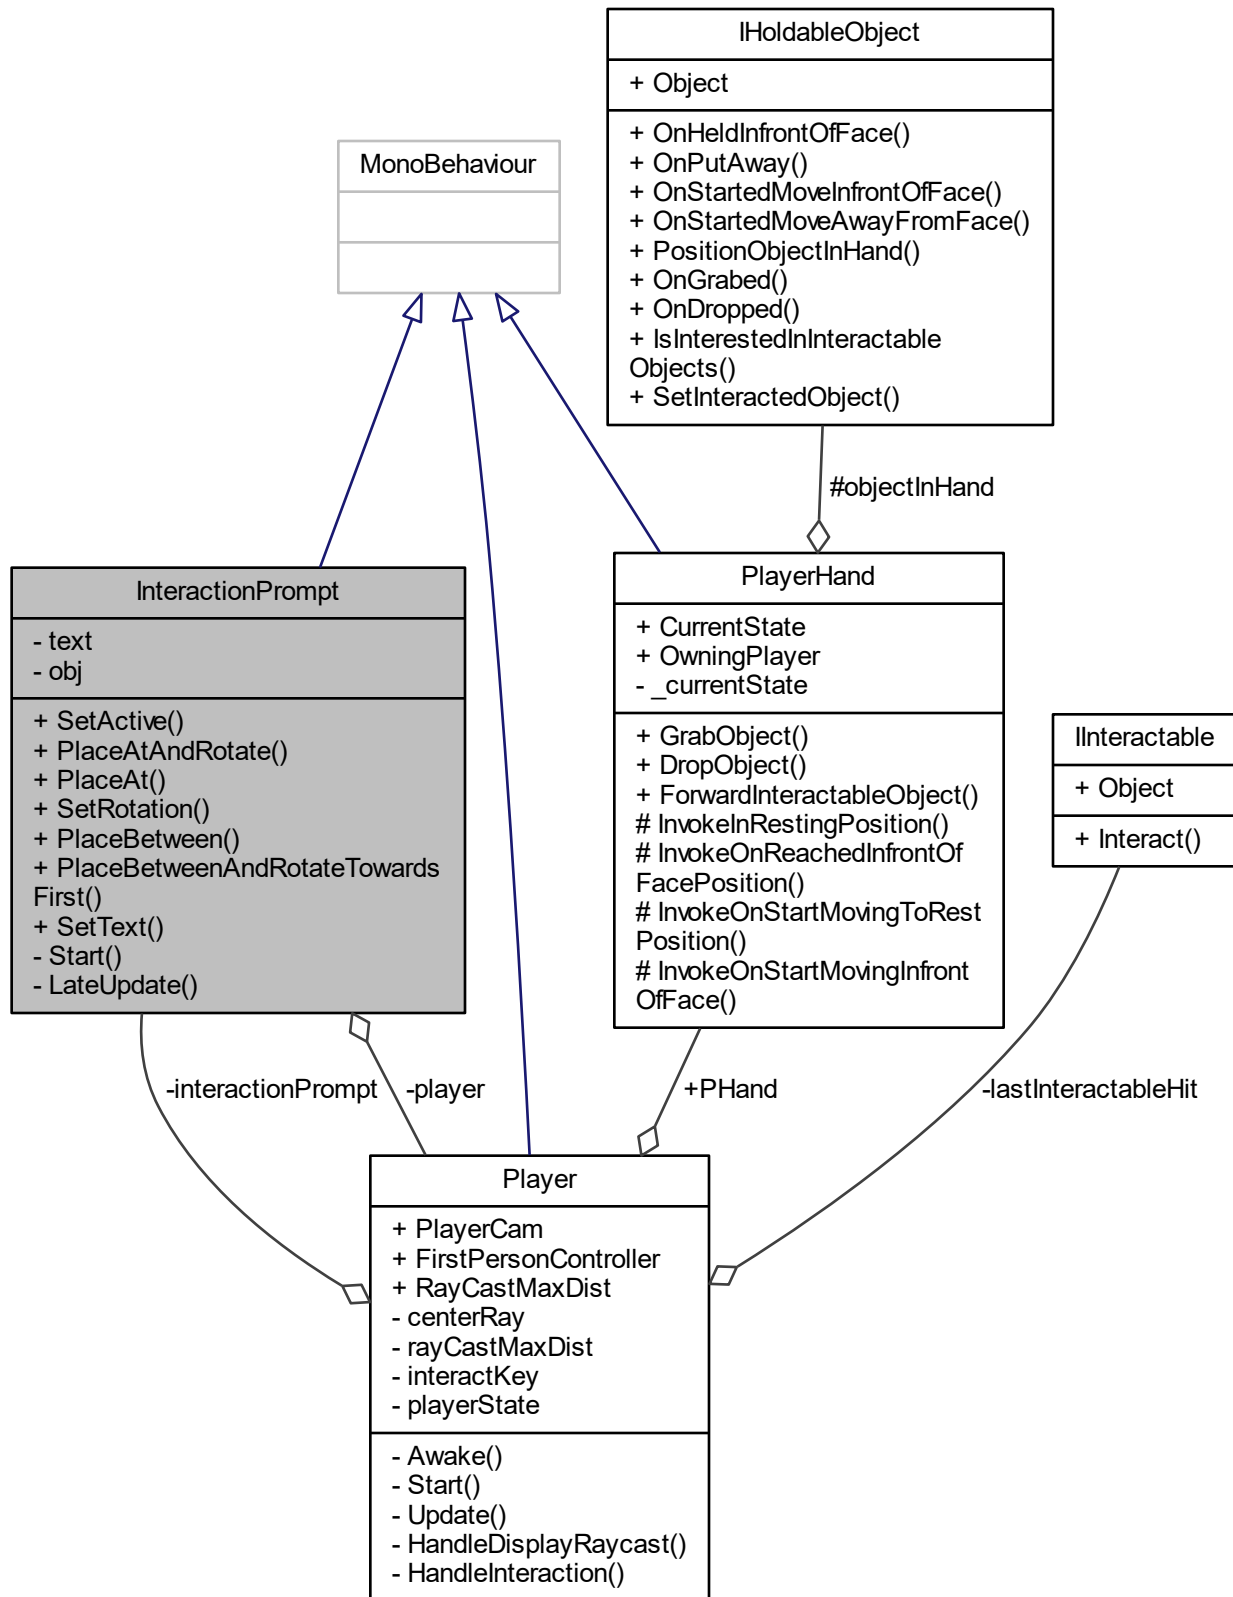 IHoldableObject
+ Object
+ OnHeldInfrontOfFace()
+ OnPutAway()
+ OnStartedMoveInfrontOfFace()
+ OnStartedMoveAwayFromFace()
+ PositionObjectInHand()
+ OnGrabed()
+ OnDropped()
+ IsInterestedInInteractable
Objects()
+ SetInteractedObject()
MonoBehaviour
#objectInHand
InteractionPrompt
- text
- obj
+ SetActive()
+ PlaceAtAndRotate()
+ PlaceAt()
+ SetRotation()
+ PlaceBetween()
+ PlaceBetweenAndRotateTowards
First()
+ SetText()
- Start()
- LateUpdate()
PlayerHand
+ CurrentState
+ OwningPlayer
- _currentState
+ GrabObject()
+ DropObject()
+ ForwardInteractableObject()
# InvokeInRestingPosition()
# InvokeOnReachedInfrontOf
FacePosition()
# InvokeOnStartMovingToRest
Position()
# InvokeOnStartMovingInfront
OfFace()
IInteractable
+ Object
+ Interact()
-interactionPrompt
-player
+PHand
-lastInteractableHit
Player
+ PlayerCam
+ FirstPersonController
+ RayCastMaxDist
- centerRay
- rayCastMaxDist
- interactKey
- playerState
- Awake()
- Start()
- Update()
- HandleDisplayRaycast()
- HandleInteraction()